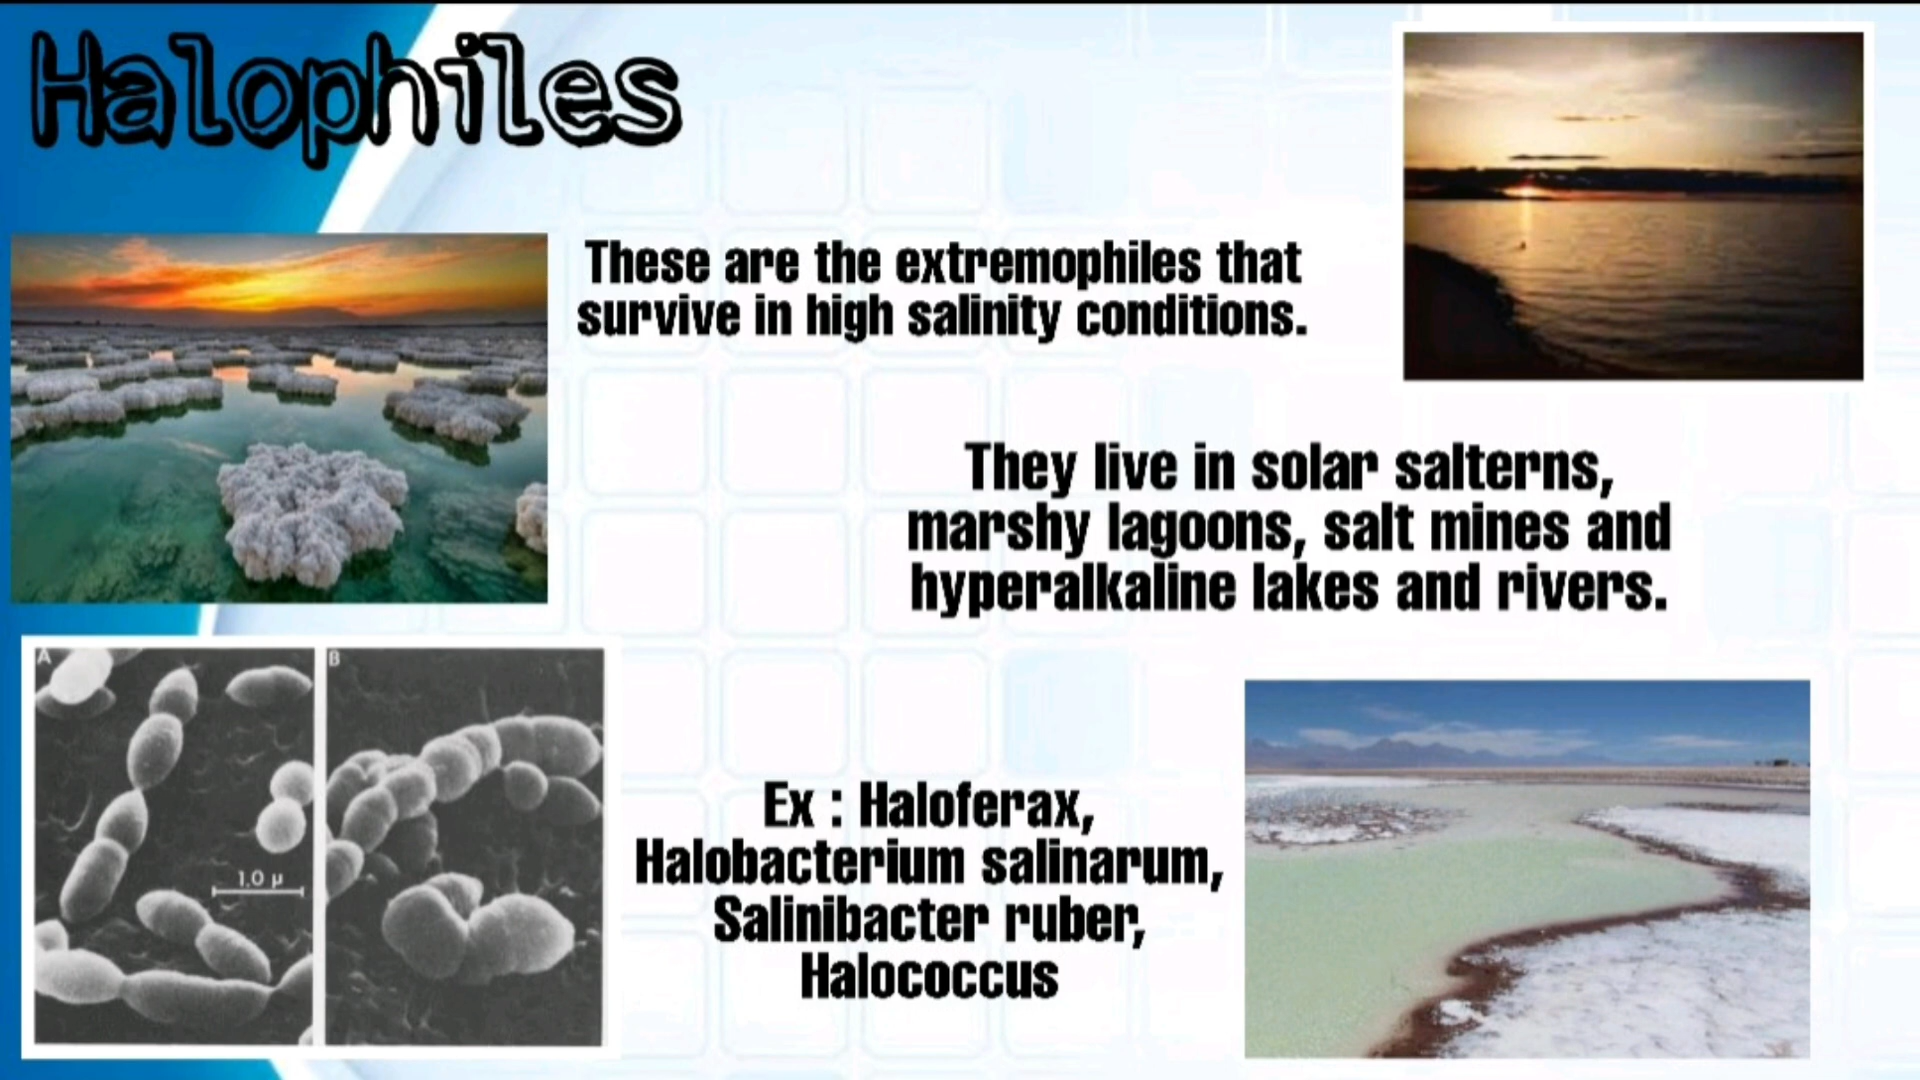 Halophiles
These are the extremophiles that
survive in high salinity conditions.
They live in solar salterns,
marshy lagoons, salt mines and
hyperalkaline lakes and rivers.
A
B
1.0 µ
Ex : Haloferax,
Halobacterium salinarum,
Salinibacter ruber,
Halococcus